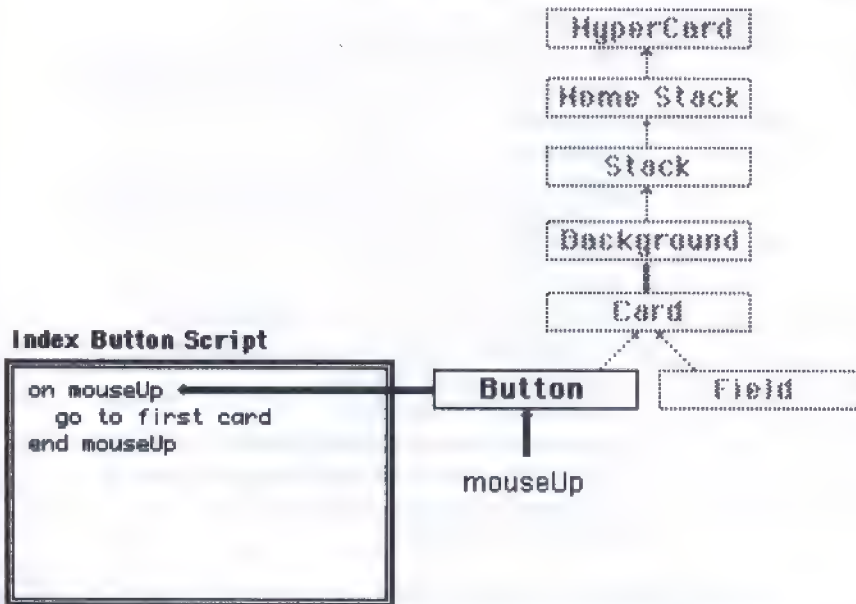 HyperCard
Home Stack
Stack
Background
Card
Index Button Script
on mouseUp
go to first card
end mouseUp
Button
Field
mouseUp